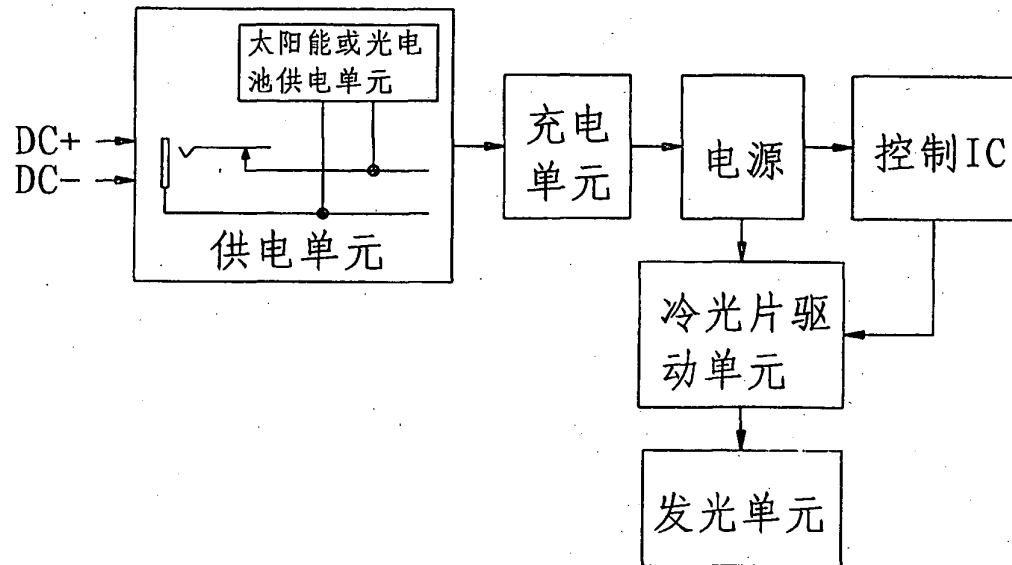 太阳能或光电
池供电单元
DC+
DC-
供电单元
充电
单元
电源
控制IC
冷光片驱
动单元
发光单元